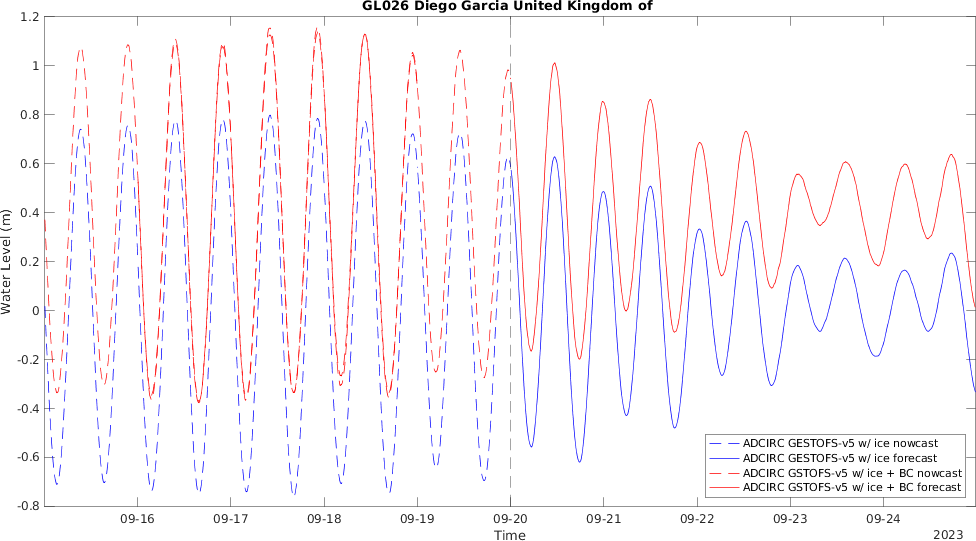 GL026 Diego Garcia United Kingdom of
1.2
1
0.8
0.6
0.4
0.2
0
-0.2
-0.4
-0.6
-0.8
Water Level (m)
ADCIRC GESTOFS-v5 w/ ice nowcast
ADCIRC GESTOFS-v5 w/ ice forecast
ADCIRC GSTOFS-v5 w/ ice + BC nowcast
ADCIRC GSTOFS-v5 w/ ice + BC forecast
09-16 09-17 09-18 09-19 09-20 09-21 09-22 09-23 09-24
Time
2023